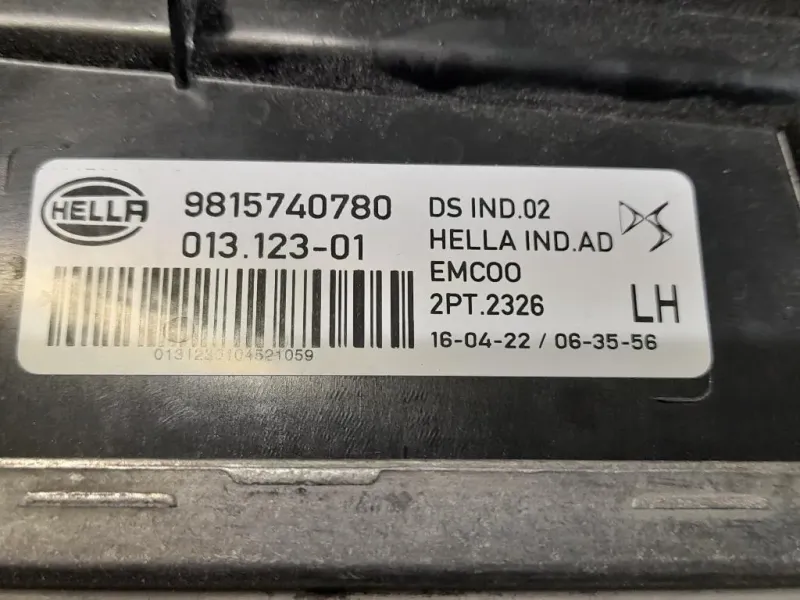 HELLA
9815740780
013.123-01
DS IND.02
HELLA IND.AD
EMC00
2PT.2326
LH
16-04-22 / 06-35-56